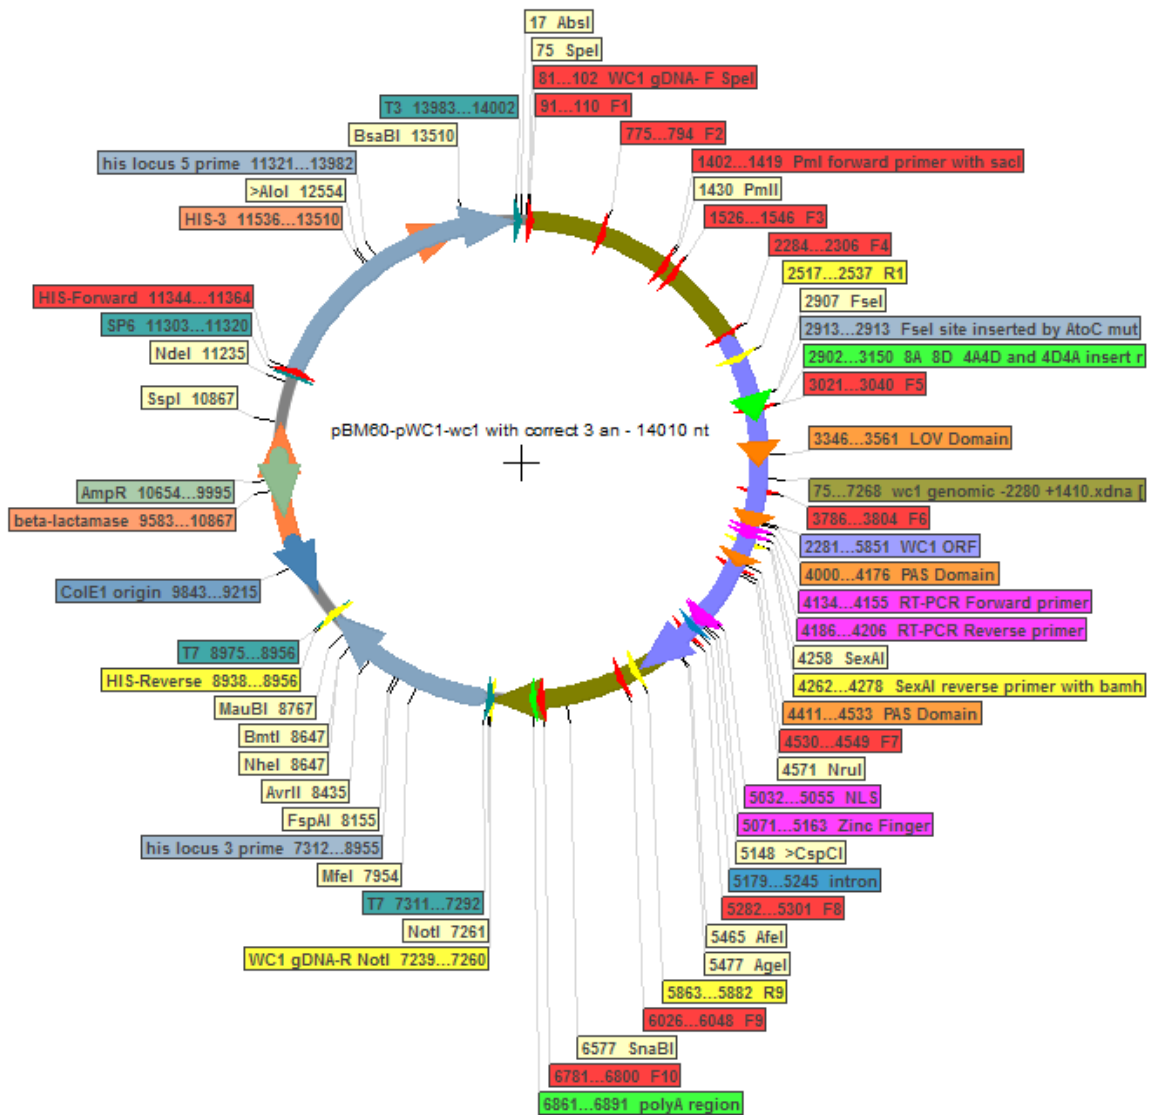 17 AbsI
75 SpeI
81...102 WC1 gDNA- F SpeI
91...110 F1
775...794 F2
1402...1419 PmI forward primer with sacI
1430 PmlI
1526...1546 F3
2284...2306 F4
2517...2537 R1
2907 FseI
2913...2913 FseI site inserted by AtoC mut
2902...3150 8A 8D 4A4D and 4D4A insert r
3021...3040 F5
3346...3561 LOV Domain
75...7268 wc1 genomic -2280 +1410.xdna [
3786...3804 F6
2281...5851 WC1 ORF
4000...4176 PAS Domain
4134...4155 RT-PCR Forward primer
4186...4206 RT-PCR Reverse primer
4258 SexAI
4262...4278 SexAI reverse primer with bamh
4411...4533 PAS Domain
4530...4549 F7
4571 NruI
5032...5055 NLS
5071...5163 Zinc Finger
5148 >CspCI
5179...5245 intron
5282...5301 F8
5465 AfeI
5477 AgeI
5863...5882 R9
6026...6048 F9
6577 SnaBI
6781...6800 F10
6861...6891 polyA region
WC1 gDNA-R NotI 7239...7260
NotI 7261
T7 7311...7292
MfeI 7954
his locus 3 prime 7312...8955
FspAI 8155
AvrII 8435
NheI 8647
BmtI 8647
MauBI 8767
HIS-Reverse 8938...8956
T7 8975...8956
ColE1 origin 9843...9215
beta-lactamase 9583...10867
AmpR 10654...9995
SspI 10867
NdeI 11235
SP6 11303...11320
HIS-Forward 11344...11364
HIS-3 11536...13510
>AloI 12554
his locus 5 prime 11321...13982
BsaBI 13510
T3 13983...14002
pBM60-pWC1-wc1 with correct 3 an - 14010 nt